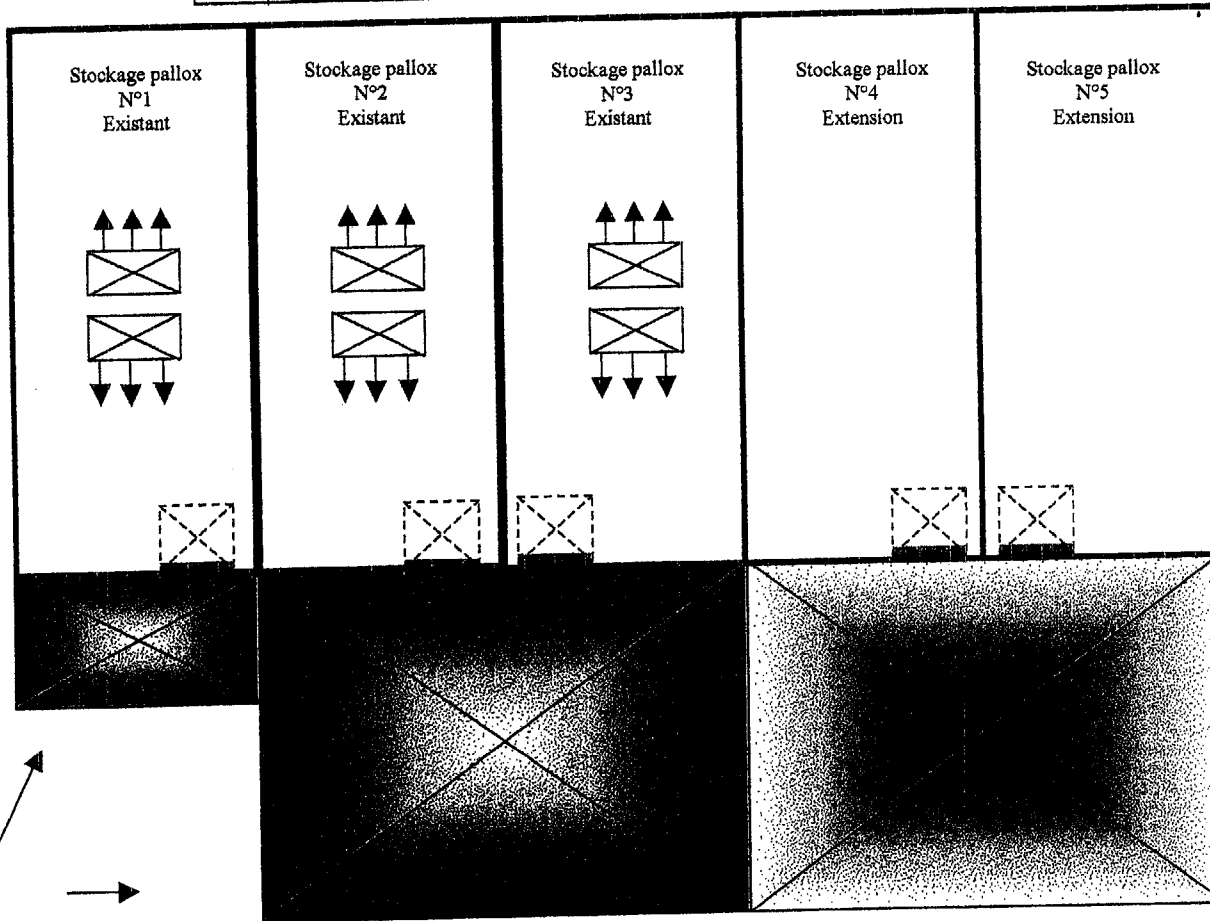 Stockage pallox
N°1
Existant
Stockage pallox
N°2
Existant
Stockage pallox
N°3
Existant
Stockage pallox
N°4
Extension
Stockage pallox
N°5
Extension